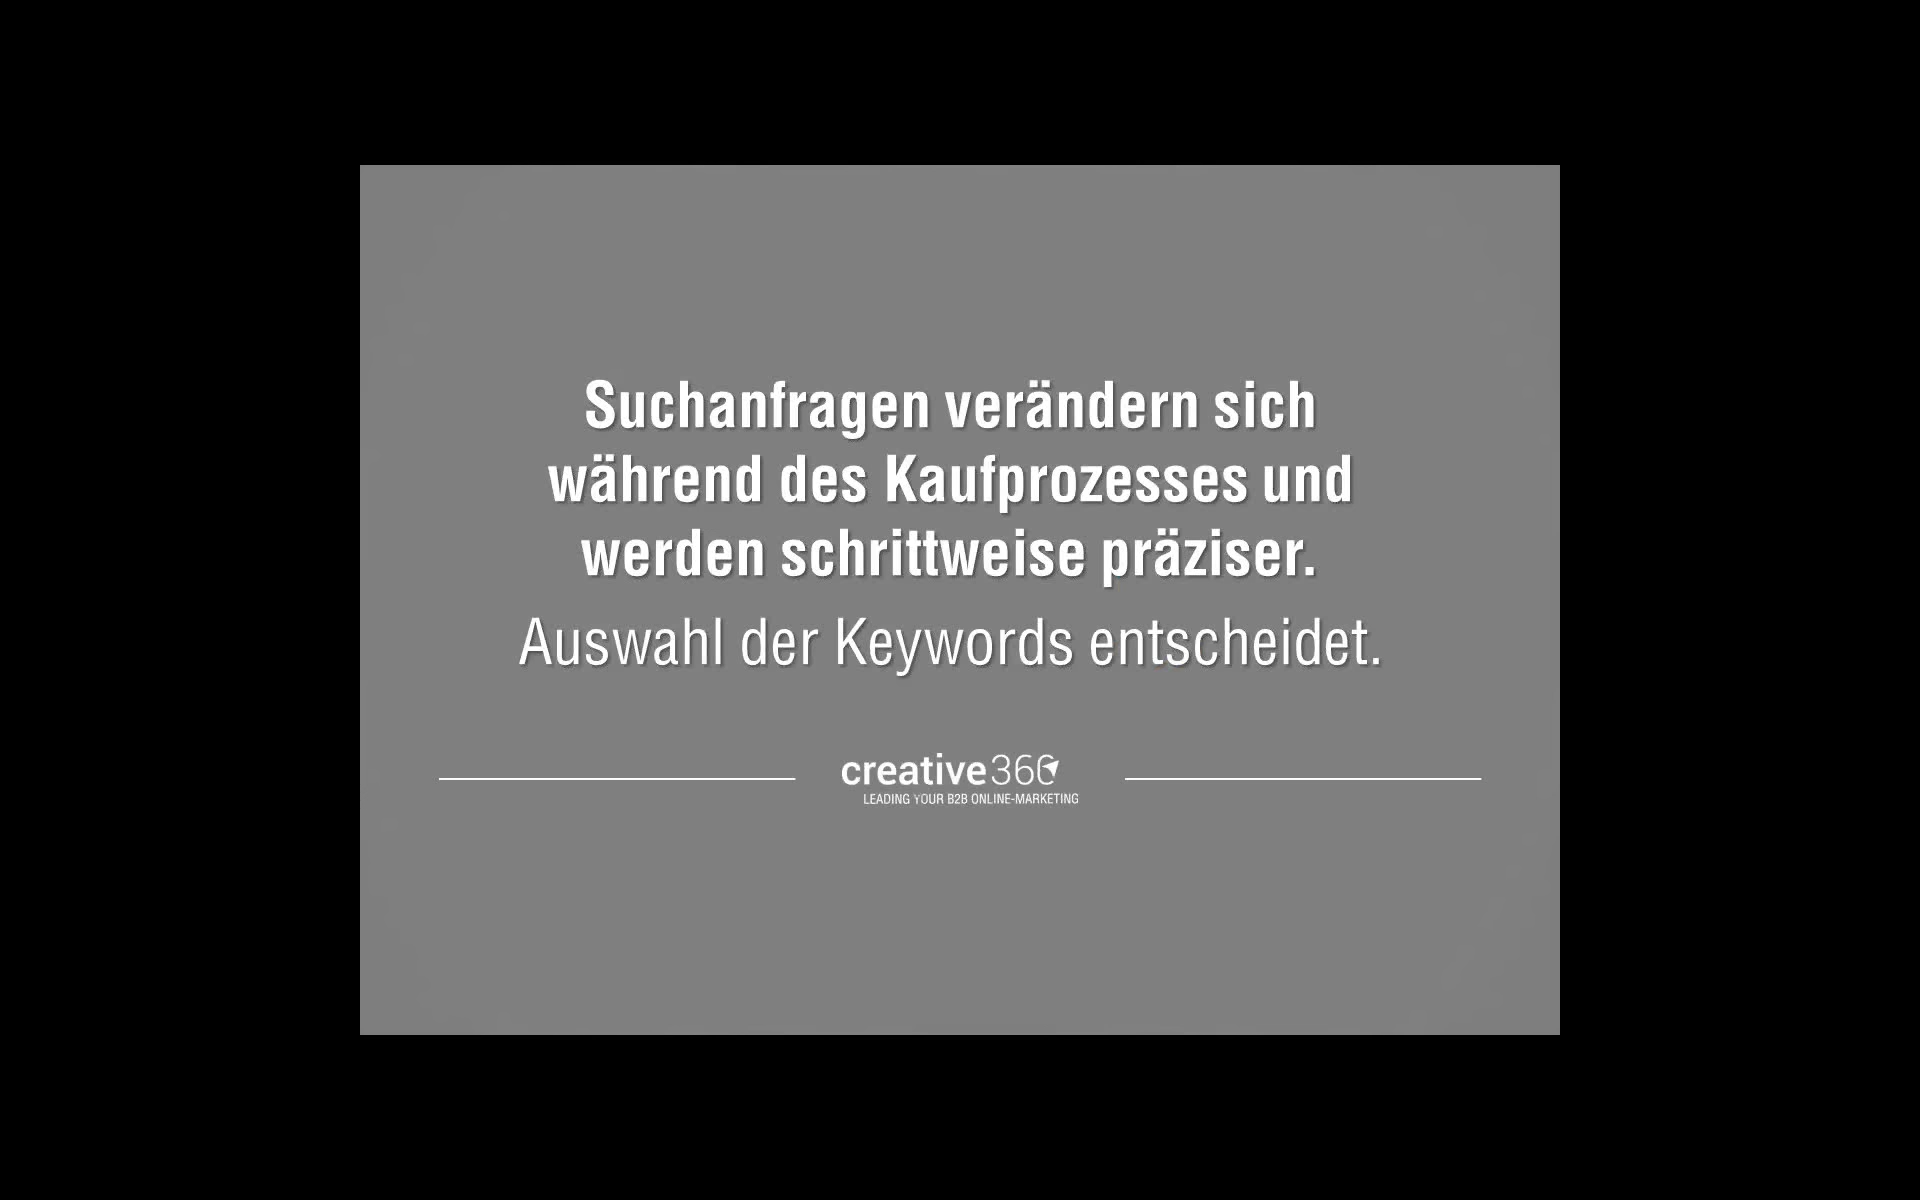 Suchanfragen verändern sich
während des Kaufprozesses und
werden schrittweise präziser.
Auswahl der Keywords entscheidet.
creative360
LEADING YOUR B2B ONLINE-MARKETING